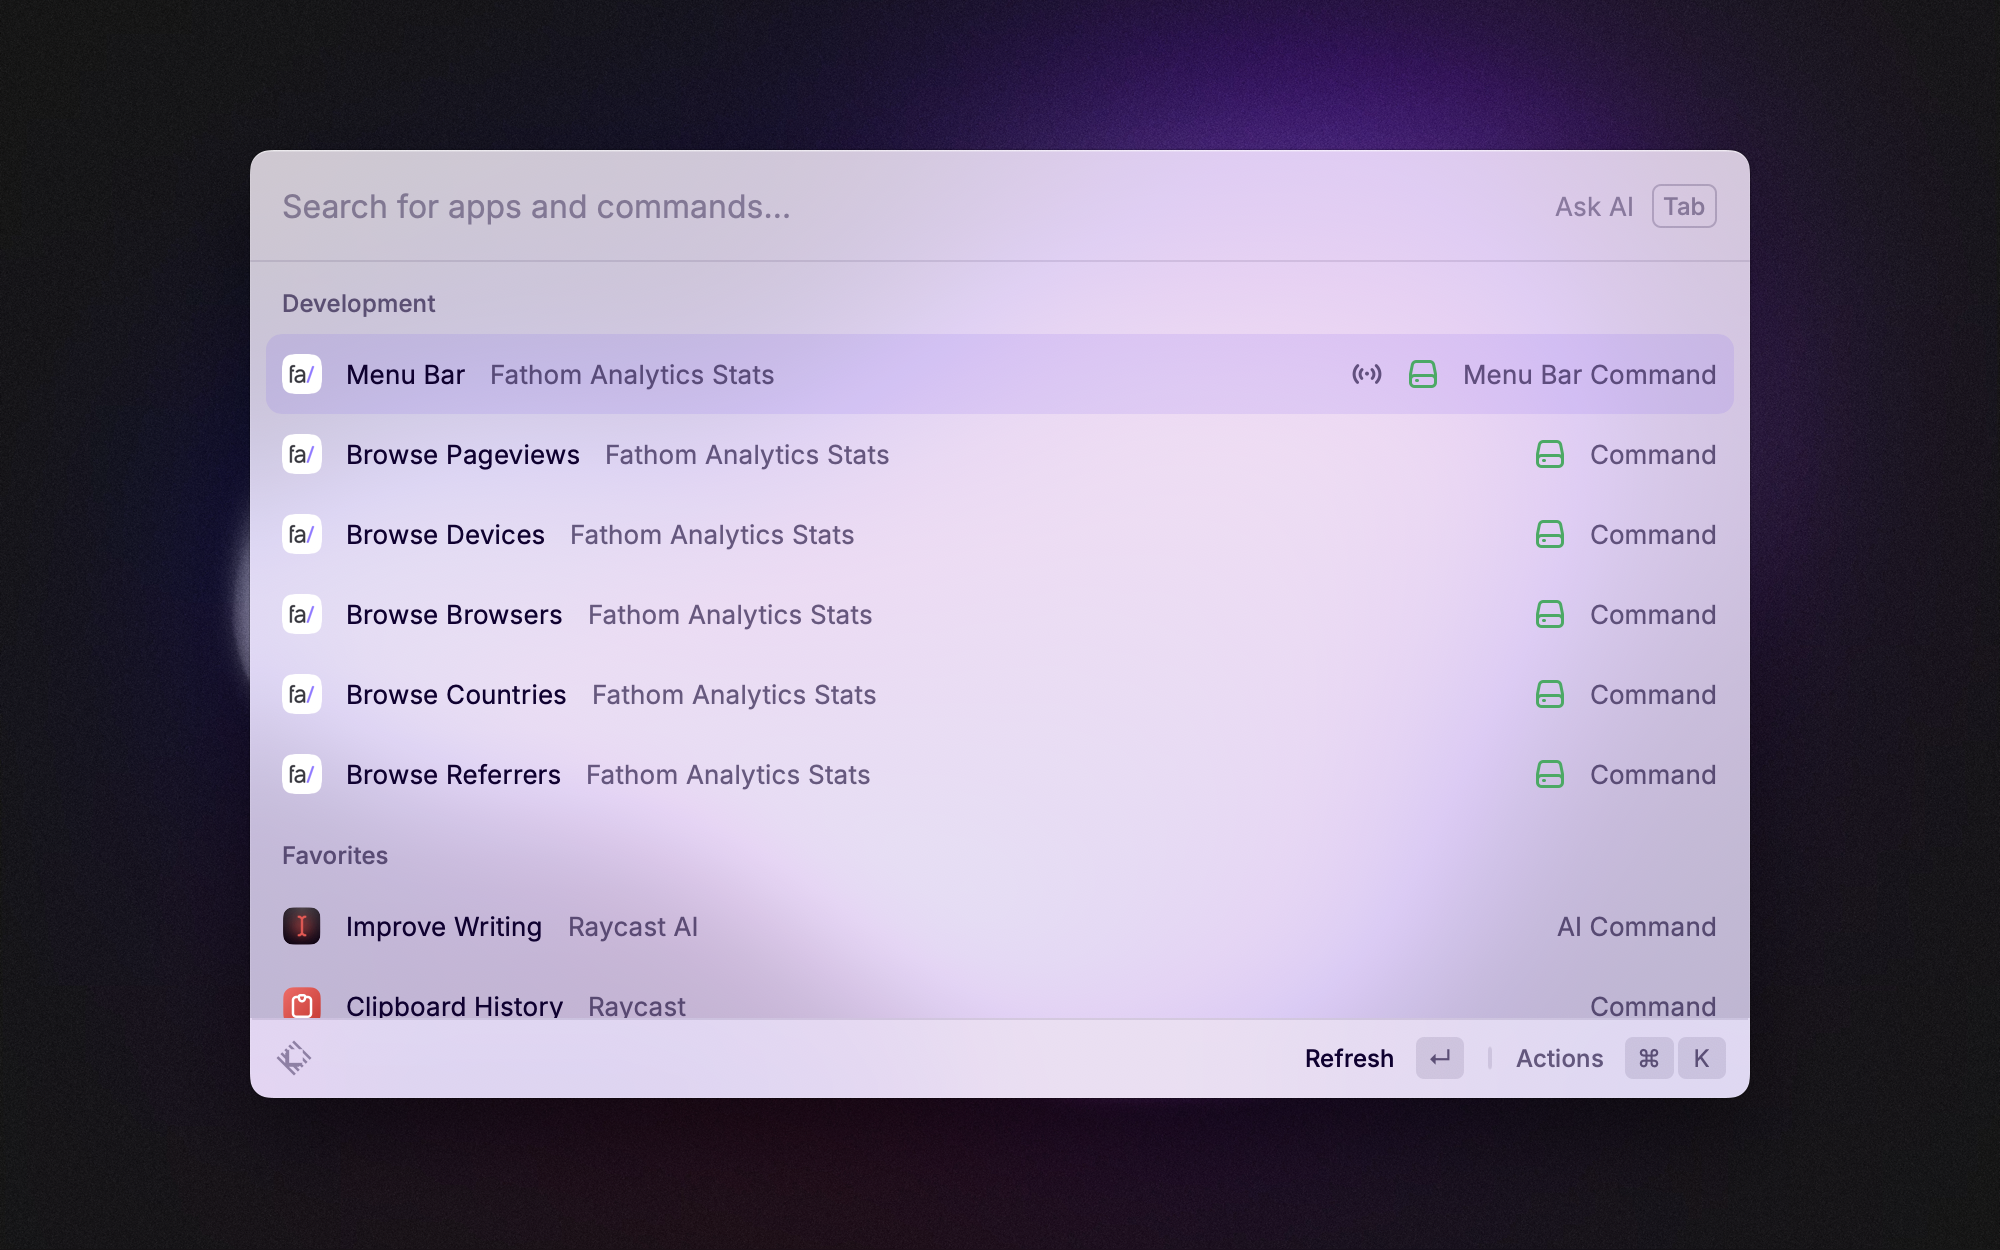 Search for apps and commands... Ask AI Tab
Development
fa/ Menu Bar Fathom Analytics Stats Menu Bar Command
fa/ Browse Pageviews Fathom Analytics Stats Command
fa/ Browse Devices Fathom Analytics Stats Command
fa/ Browse Browsers Fathom Analytics Stats Command
fa/ Browse Countries Fathom Analytics Stats Command
fa/ Browse Referrers Fathom Analytics Stats Command
Favorites
Improve Writing Raycast AI AI Command
Clipboard History Raycast Command
Refresh ↵ Actions ⌘ K